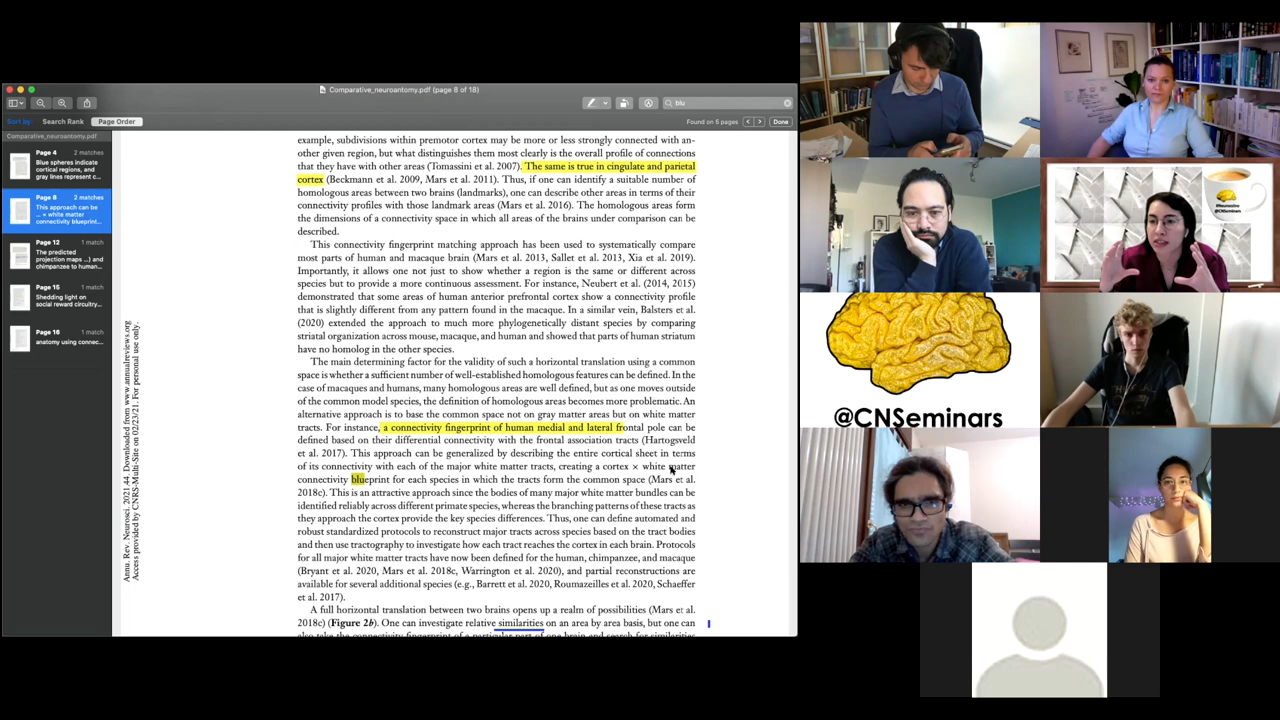 Comparative_neuroantomy.pdf (page 8 of 18)
blu
Sort by:
Search Rank
Page Order
Found on 5 pages
Done
Comparative_neuroantomy.pdf
Page 4
2 matches
Blue spheres indicate
cortical regions, and
gray lines represent c...
Page 8
2 matches
This approach can be
... × white matter
connectivity blueprint...
Page 12
1 match
The predicted
projection maps ...) and
chimpanzee to human...
Page 15
1 match
Shedding light on
social reward circuitry...
Page 16
1 match
anatomy using connec...
Annu. Rev. Neurosci. 2021.44. Downloaded from www.annualreviews.org
Access provided by CNRS-Multi-Site on 02/23/21. For personal use only.
example, subdivisions within premotor cortex may be more or less strongly connected with an-
other given region, but what distinguishes them most clearly is the overall profile of connections
that they have with other areas (Tomassini et al. 2007). The same is true in cingulate and parietal
cortex (Beckmann et al. 2009, Mars et al. 2011). Thus, if one can identify a suitable number of
homologous areas between two brains (landmarks), one can describe other areas in terms of their
connectivity profiles with those landmark areas (Mars et al. 2016). The homologous areas form
the dimensions of a connectivity space in which all areas of the brains under comparison can be
described.
This connectivity fingerprint matching approach has been used to systematically compare
most parts of human and macaque brain (Mars et al. 2013, Sallet et al. 2013, Xia et al. 2019).
Importantly, it allows one not just to show whether a region is the same or different across
species but to provide a more continuous assessment. For instance, Neubert et al. (2014, 2015)
demonstrated that some areas of human anterior prefrontal cortex show a connectivity profile
that is slightly different from any pattern found in the macaque. In a similar vein, Balsters et al.
(2020) extended the approach to much more phylogenetically distant species by comparing
striatal organization across mouse, macaque, and human and showed that parts of human striatum
have no homolog in the other species.
The main determining factor for the validity of such a horizontal translation using a common
space is whether a sufficient number of well-established homologous features can be defined. In the
case of macaques and humans, many homologous areas are well defined, but as one moves outside
of the common model species, the definition of homologous areas becomes more problematic. An
alternative approach is to base the common space not on gray matter areas but on white matter
tracts. For instance, a connectivity fingerprint of human medial and lateral frontal pole can be
defined based on their differential connectivity with the frontal association tracts (Hartogsveld
et al. 2017). This approach can be generalized by describing the entire cortical sheet in terms
of its connectivity with each of the major white matter tracts, creating a cortex × white matter
connectivity blueprint for each species in which the tracts form the common space (Mars et al.
2018c). This is an attractive approach since the bodies of many major white matter bundles can be
identified reliably across different primate species, whereas the branching patterns of these tracts as
they approach the cortex provide the key species differences. Thus, one can define automated and
robust standardized protocols to reconstruct major tracts across species based on the tract bodies
and then use tractography to investigate how each tract reaches the cortex in each brain. Protocols
for all major white matter tracts have now been defined for the human, chimpanzee, and macaque
(Bryant et al. 2020, Mars et al. 2018c, Warrington et al. 2020), and partial reconstructions are
available for several additional species (e.g., Barrett et al. 2020, Roumazeilles et al. 2020, Schaeffer
et al. 2017).
A full horizontal translation between two brains opens up a realm of possibilities (Mars et al.
2018c) (Figure 2b). One can investigate relative similarities on an area by area basis, but one can
also take the connectivity fingerprint of a particular part of one brain and search for similarities
@CNSeminars
@CNSeminars